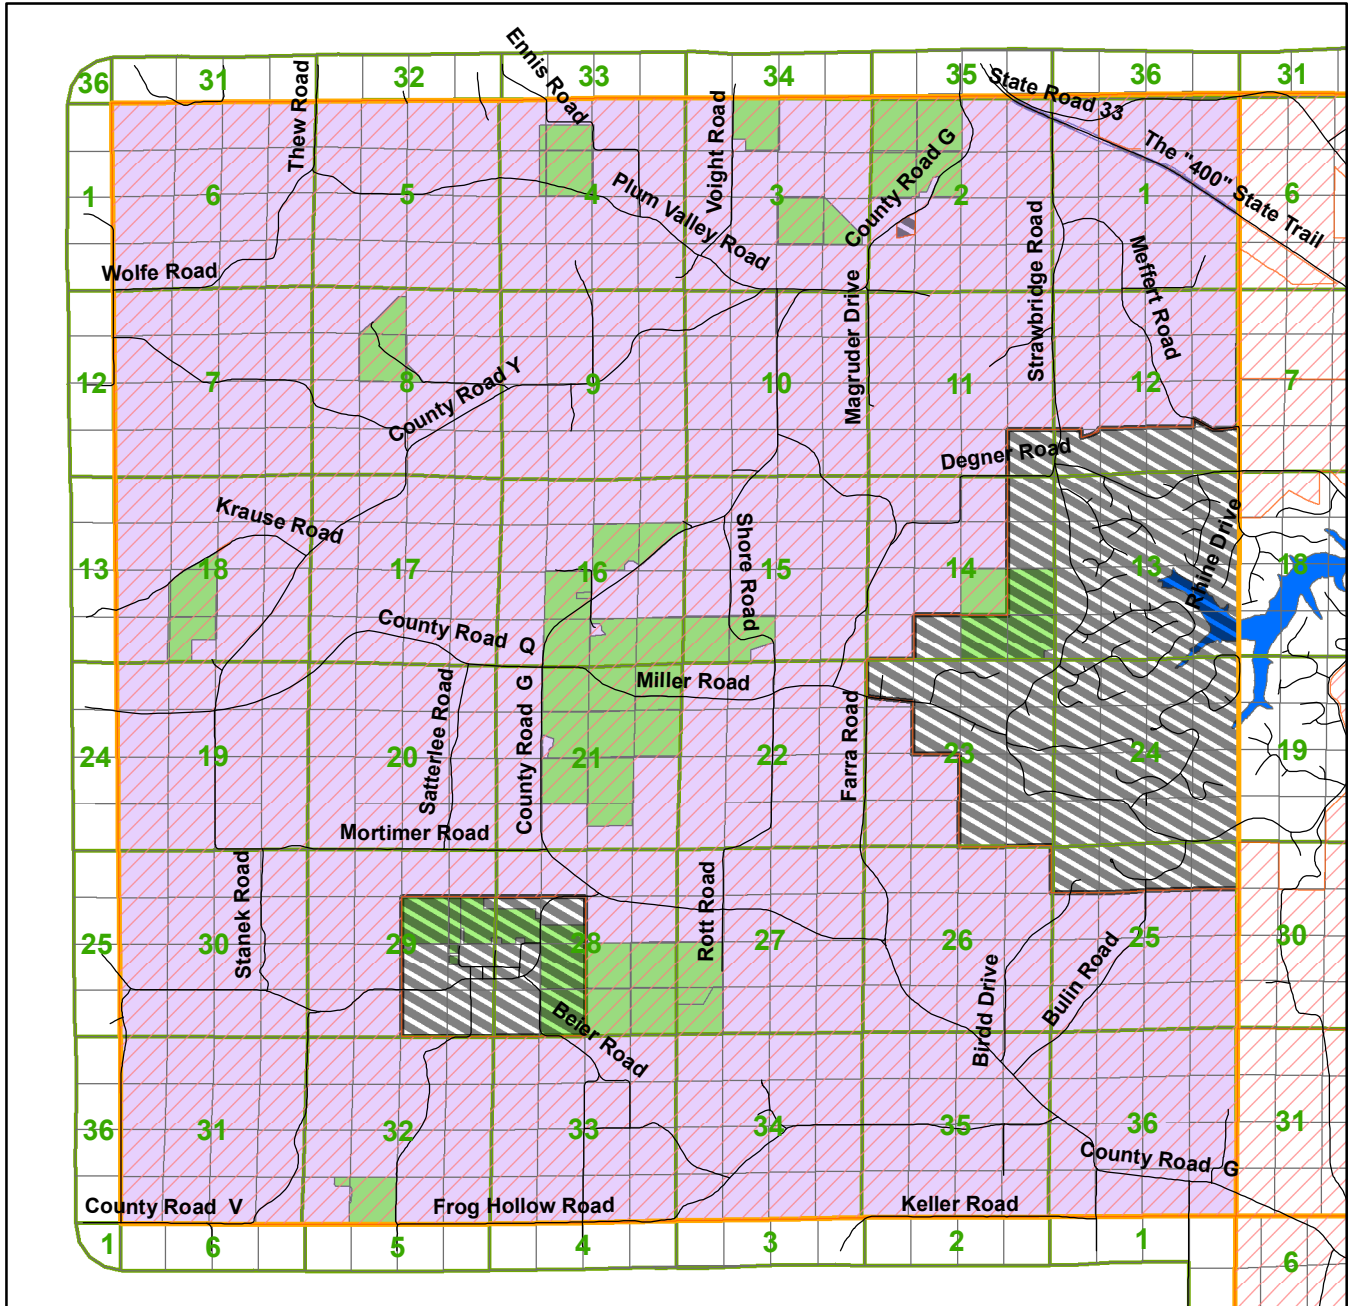 36 31 32 33 34 35 36 31
Ennis Road
State Road 33
Thew Road
Voight Road
County Road G
The "400" State Trail
1 6 5 4 3 2 1 6
Plum Valley Road
Strawbridge Road
Meffert Road
Wolfe Road
Magruder Drive
12 7 8 9 10 11 12 7
County Road Y
Degner Road
Krause Road
Shore Road
Rhine Drive
13 18 17 16 15 14 13 18
County Road Q
Miller Road
Satterlee Road
County Road G
Farra Road
24 19 20 21 22 23 24 19
Mortimer Road
Stanek Road
Rott Road
25 30 29 28 27 26 25 30
Birdd Drive
Bulin Road
Beier Road
36 31 32 33 34 35 36 31
County Road G
County Road V
Frog Hollow Road
Keller Road
1 6 5 4 3 2 1 6